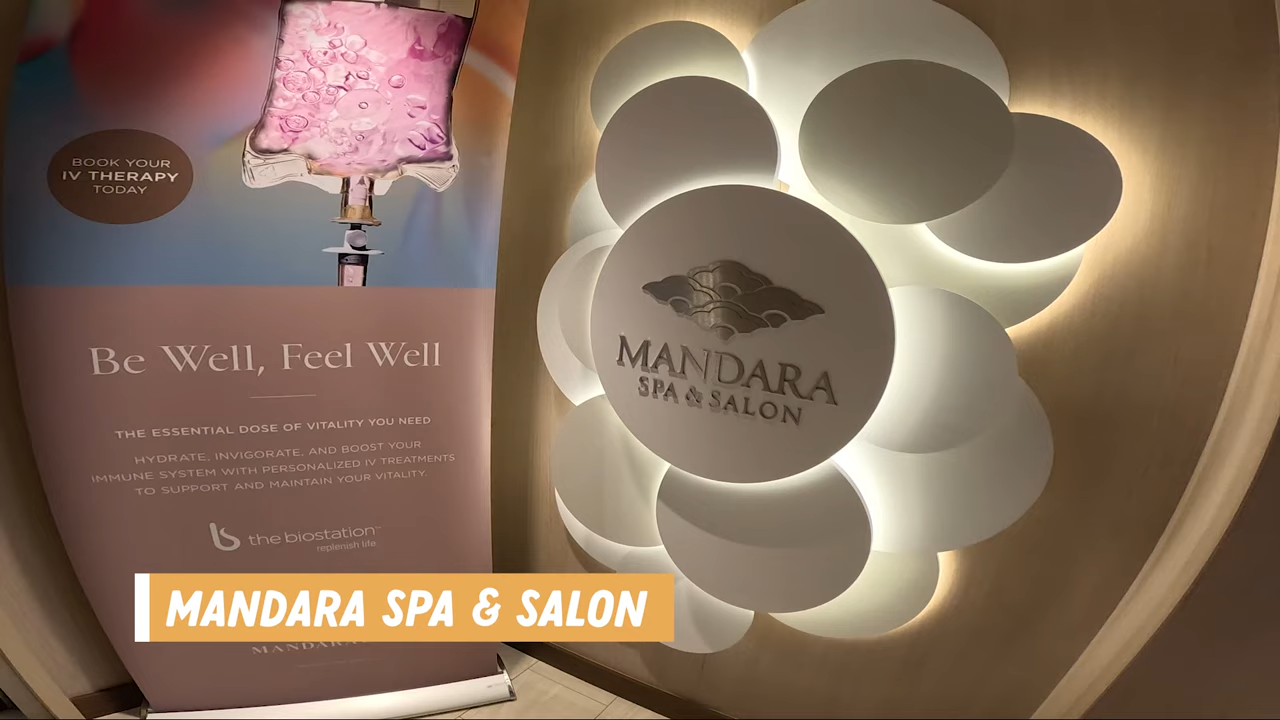 BOOK YOUR
IV THERAPY
TODAY
Be Well, Feel Well
THE ESSENTIAL DOSE OF VITALITY YOU NEED
HYDRATE, INVIGORATE, AND BOOST YOUR
IMMUNE SYSTEM WITH PERSONALIZED IV TREATMENTS
TO SUPPORT AND MAINTAIN YOUR VITALITY.
the biostation™
replenish life.
MANDARA
SPA & SALON
MANDARA SPA & SALON
MANDARA